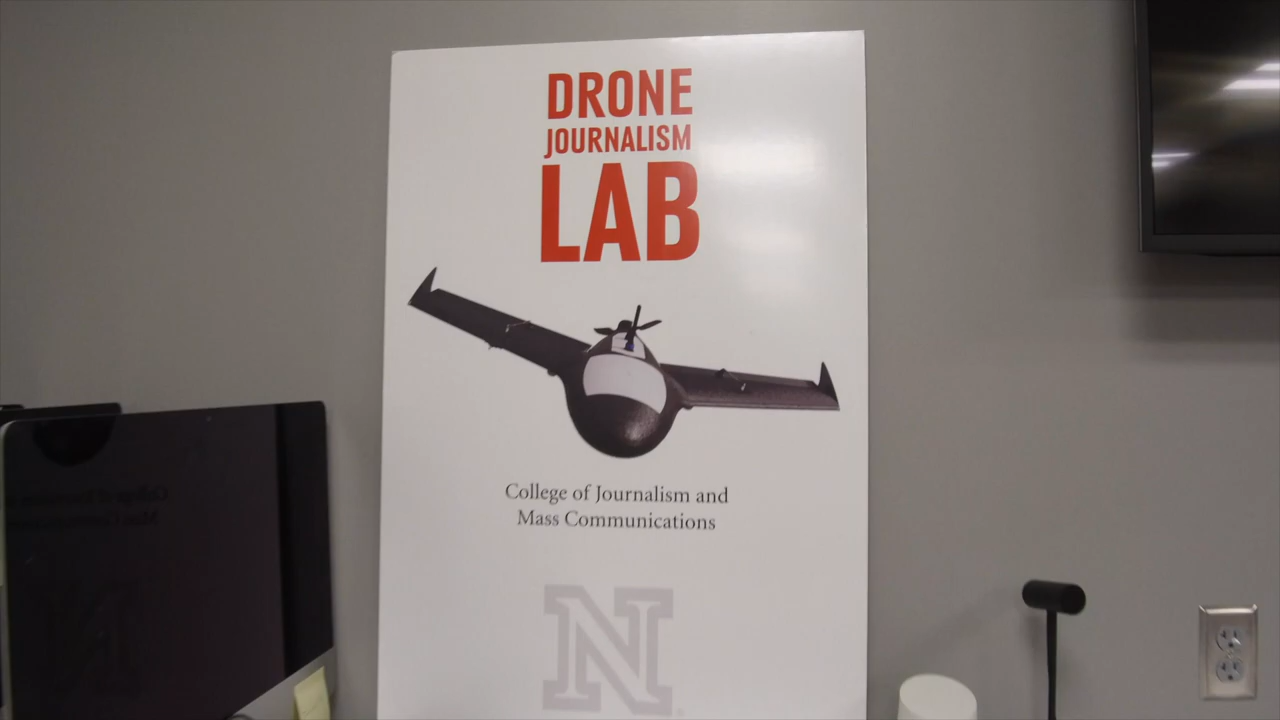 DRONE
JOURNALISM
LAB
College of Journalism and
Mass Communications
N